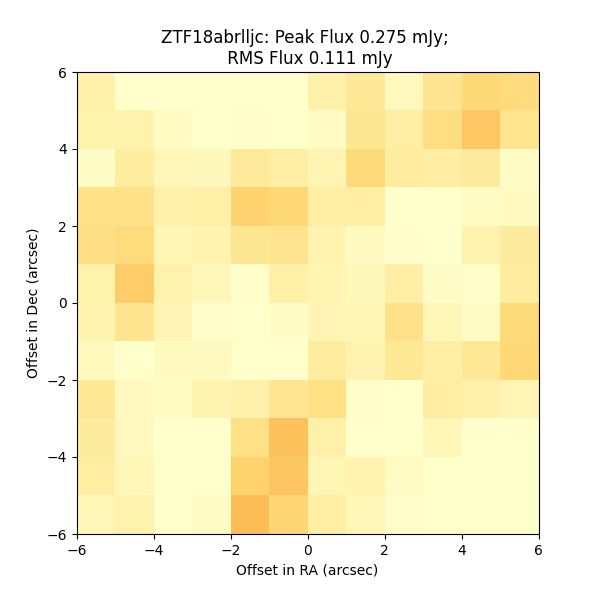 ZTF18abrlljc: Peak Flux 0.275 mJy;
RMS Flux 0.111 mJy
6
4
2
0
−2
−4
−6
Offset in Dec (arcsec)
−6 −4 −2 0 2 4 6
Offset in RA (arcsec)